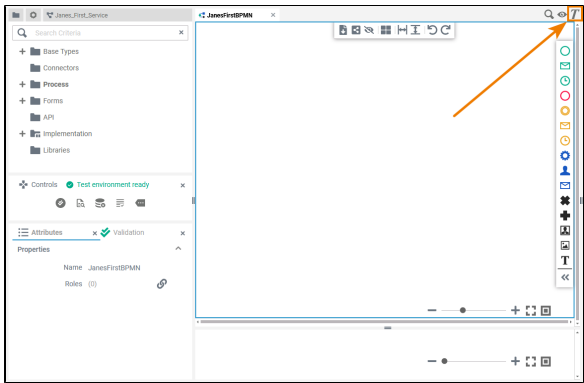 Janes_First_Service
JanesFirstBPMN ×
T
Search Criteria ×
+ Base Types
Connectors
+ Process
+ Forms
API
+ Implementation
Libraries
Controls Test environment ready ×
Attributes × Validation ×
Properties
Name JanesFirstBPMN
Roles (0)
T